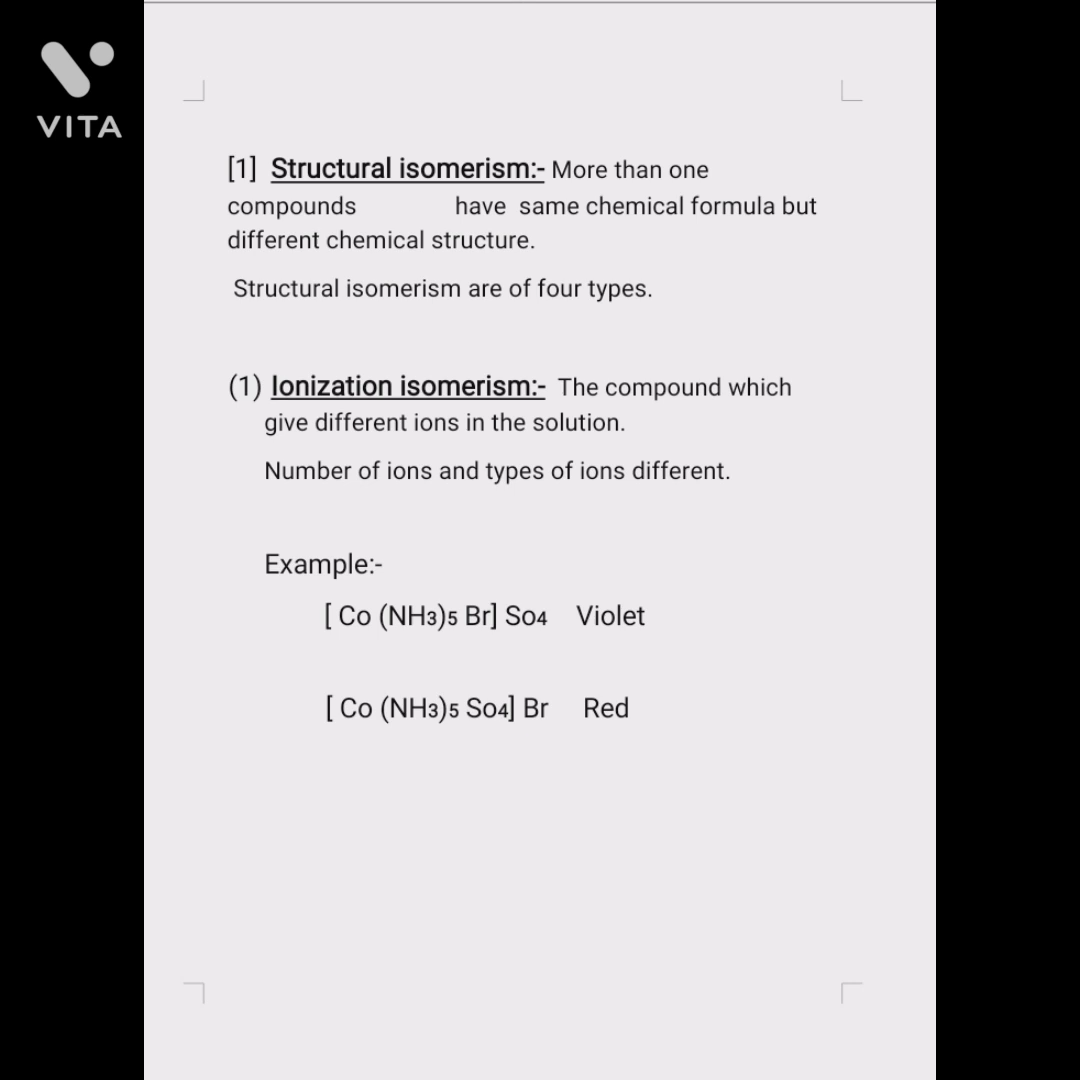 VITA
[1] Structural isomerism:- More than one
compounds have same chemical formula but
different chemical structure.
Structural isomerism are of four types.
(1) Ionization isomerism:- The compound which
give different ions in the solution.
Number of ions and types of ions different.
Example:-
[ Co (NH3)5 Br] So4 Violet
[ Co (NH3)5 So4] Br Red